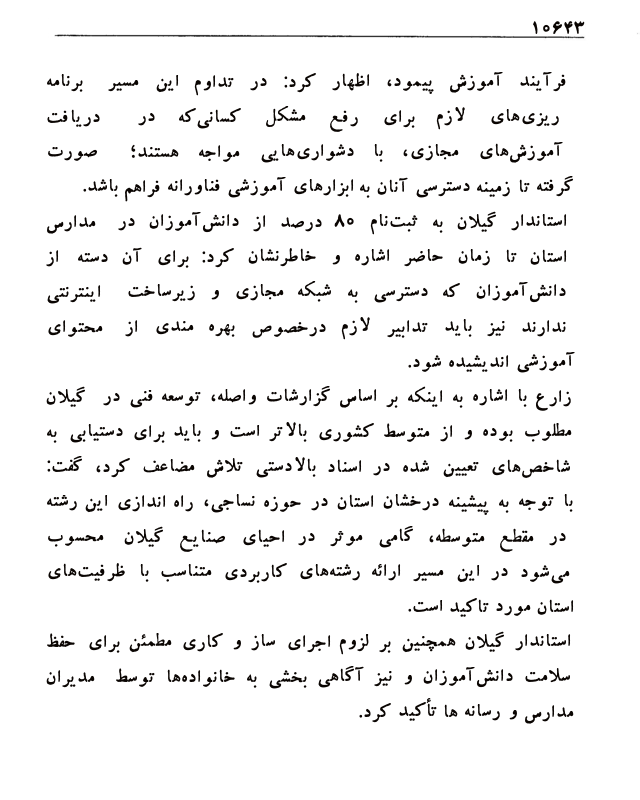 ۱۰۶۴۳
فرآیند آموزش پیمود، اظهار کرد: در تداوم این مسیر برنامه
ریزی‌های لازم برای رفع مشکل کسانی‌که در دریافت
آموزش‌های مجازی، با دشواری‌هایی مواجه هستند؛ صورت
گرفته تا زمینه دسترسی آنان به ابزارهای آموزشی فناورانه فراهم باشد.
استاندار گیلان به ثبت‌نام ۸۰ درصد از دانش‌آموزان در مدارس
استان تا زمان حاضر اشاره و خاطرنشان کرد: برای آن دسته از
دانش‌آموزان که دسترسی به شبکه مجازی و زیرساخت اینترنتی
ندارند نیز باید تدابیر لازم درخصوص بهره مندی از محتوای
آموزشی اندیشیده شود.
زارع با اشاره به اینکه بر اساس گزارشات واصله، توسعه فنی در گیلان
مطلوب بوده و از متوسط کشوری بالاتر است و باید برای دستیابی به
شاخص‌های تعیین شده در اسناد بالادستی تلاش مضاعف کرد، گفت:
با توجه به پیشینه درخشان استان در حوزه نساجی، راه اندازی این رشته
در مقطع متوسطه، گامی موثر در احیای صنایع گیلان محسوب
می‌شود در این مسیر ارائه رشته‌های کاربردی متناسب با ظرفیت‌های
استان مورد تاکید است.
استاندار گیلان همچنین بر لزوم اجرای ساز و کاری مطمئن برای حفظ
سلامت دانش‌آموزان و نیز آگاهی بخشی به خانواده‌ها توسط مدیران
مدارس و رسانه ها تأکید کرد.